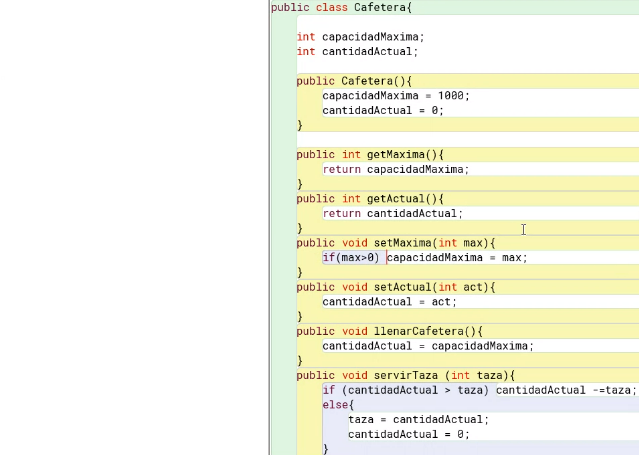 public class Cafetera{
int capacidadMaxima;
int cantidadActual;
public Cafetera(){
capacidadMaxima = 1000;
cantidadActual = 0;
}
public int getMaxima(){
return capacidadMaxima;
}
public int getActual(){
return cantidadActual;
}
public void setMaxima(int max){
if(max>0) capacidadMaxima = max;
}
public void setActual(int act){
cantidadActual = act;
}
public void llenarCafetera(){
cantidadActual = capacidadMaxima;
}
public void servirTaza (int taza){
if (cantidadActual > taza) cantidadActual -=taza;
else{
taza = cantidadActual;
cantidadActual = 0;
}